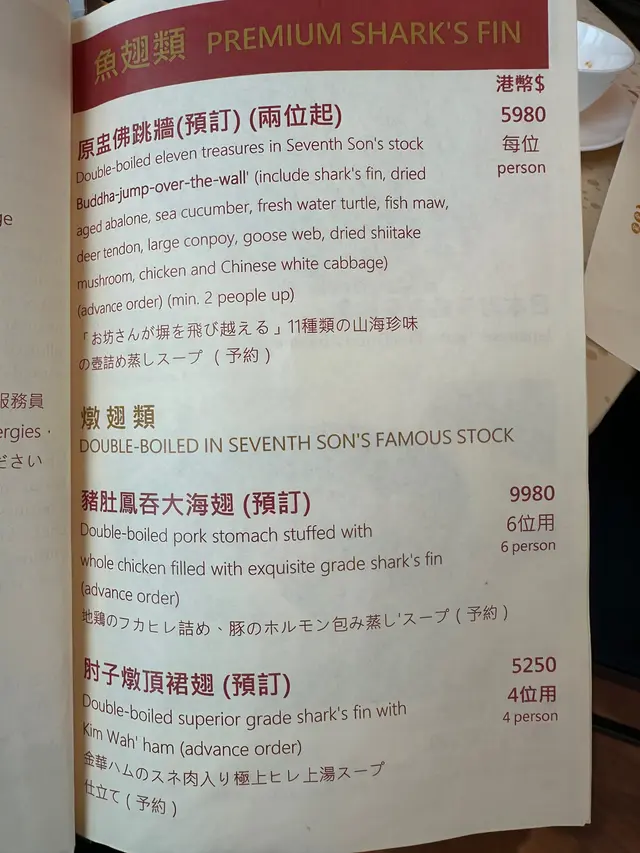 魚翅類 PREMIUM SHARK'S FIN
港幣$
原盅佛跳牆(預訂) (兩位起) 5980
Double-boiled eleven treasures in Seventh Son's stock 每位
Buddha-jump-over-the-wall' (include shark's fin, dried person
aged abalone, sea cucumber, fresh water turtle, fish maw,
deer tendon, large conpoy, goose web, dried shiitake
mushroom, chicken and Chinese white cabbage)
(advance order) (min. 2 people up)
「お坊さんが塀を飛び越える」11種類の山海珍味
の壺詰め蒸しスープ ( 予約 )
燉翅類
DOUBLE-BOILED IN SEVENTH SON'S FAMOUS STOCK
豬肚鳳吞大海翅 (預訂) 9980
Double-boiled pork stomach stuffed with 6位用
whole chicken filled with exquisite grade shark's fin 6 person
(advance order)
地鶏のフカヒレ詰め、豚のホルモン包み蒸し'スープ ( 予約 )
肘子燉頂裙翅 (預訂) 5250
Double-boiled superior grade shark's fin with 4位用
Kim Wah' ham (advance order) 4 person
金華ハムのスネ肉入り極上ヒレ上湯スープ
仕立て ( 予約 )
服務員
ergies ·
ださい